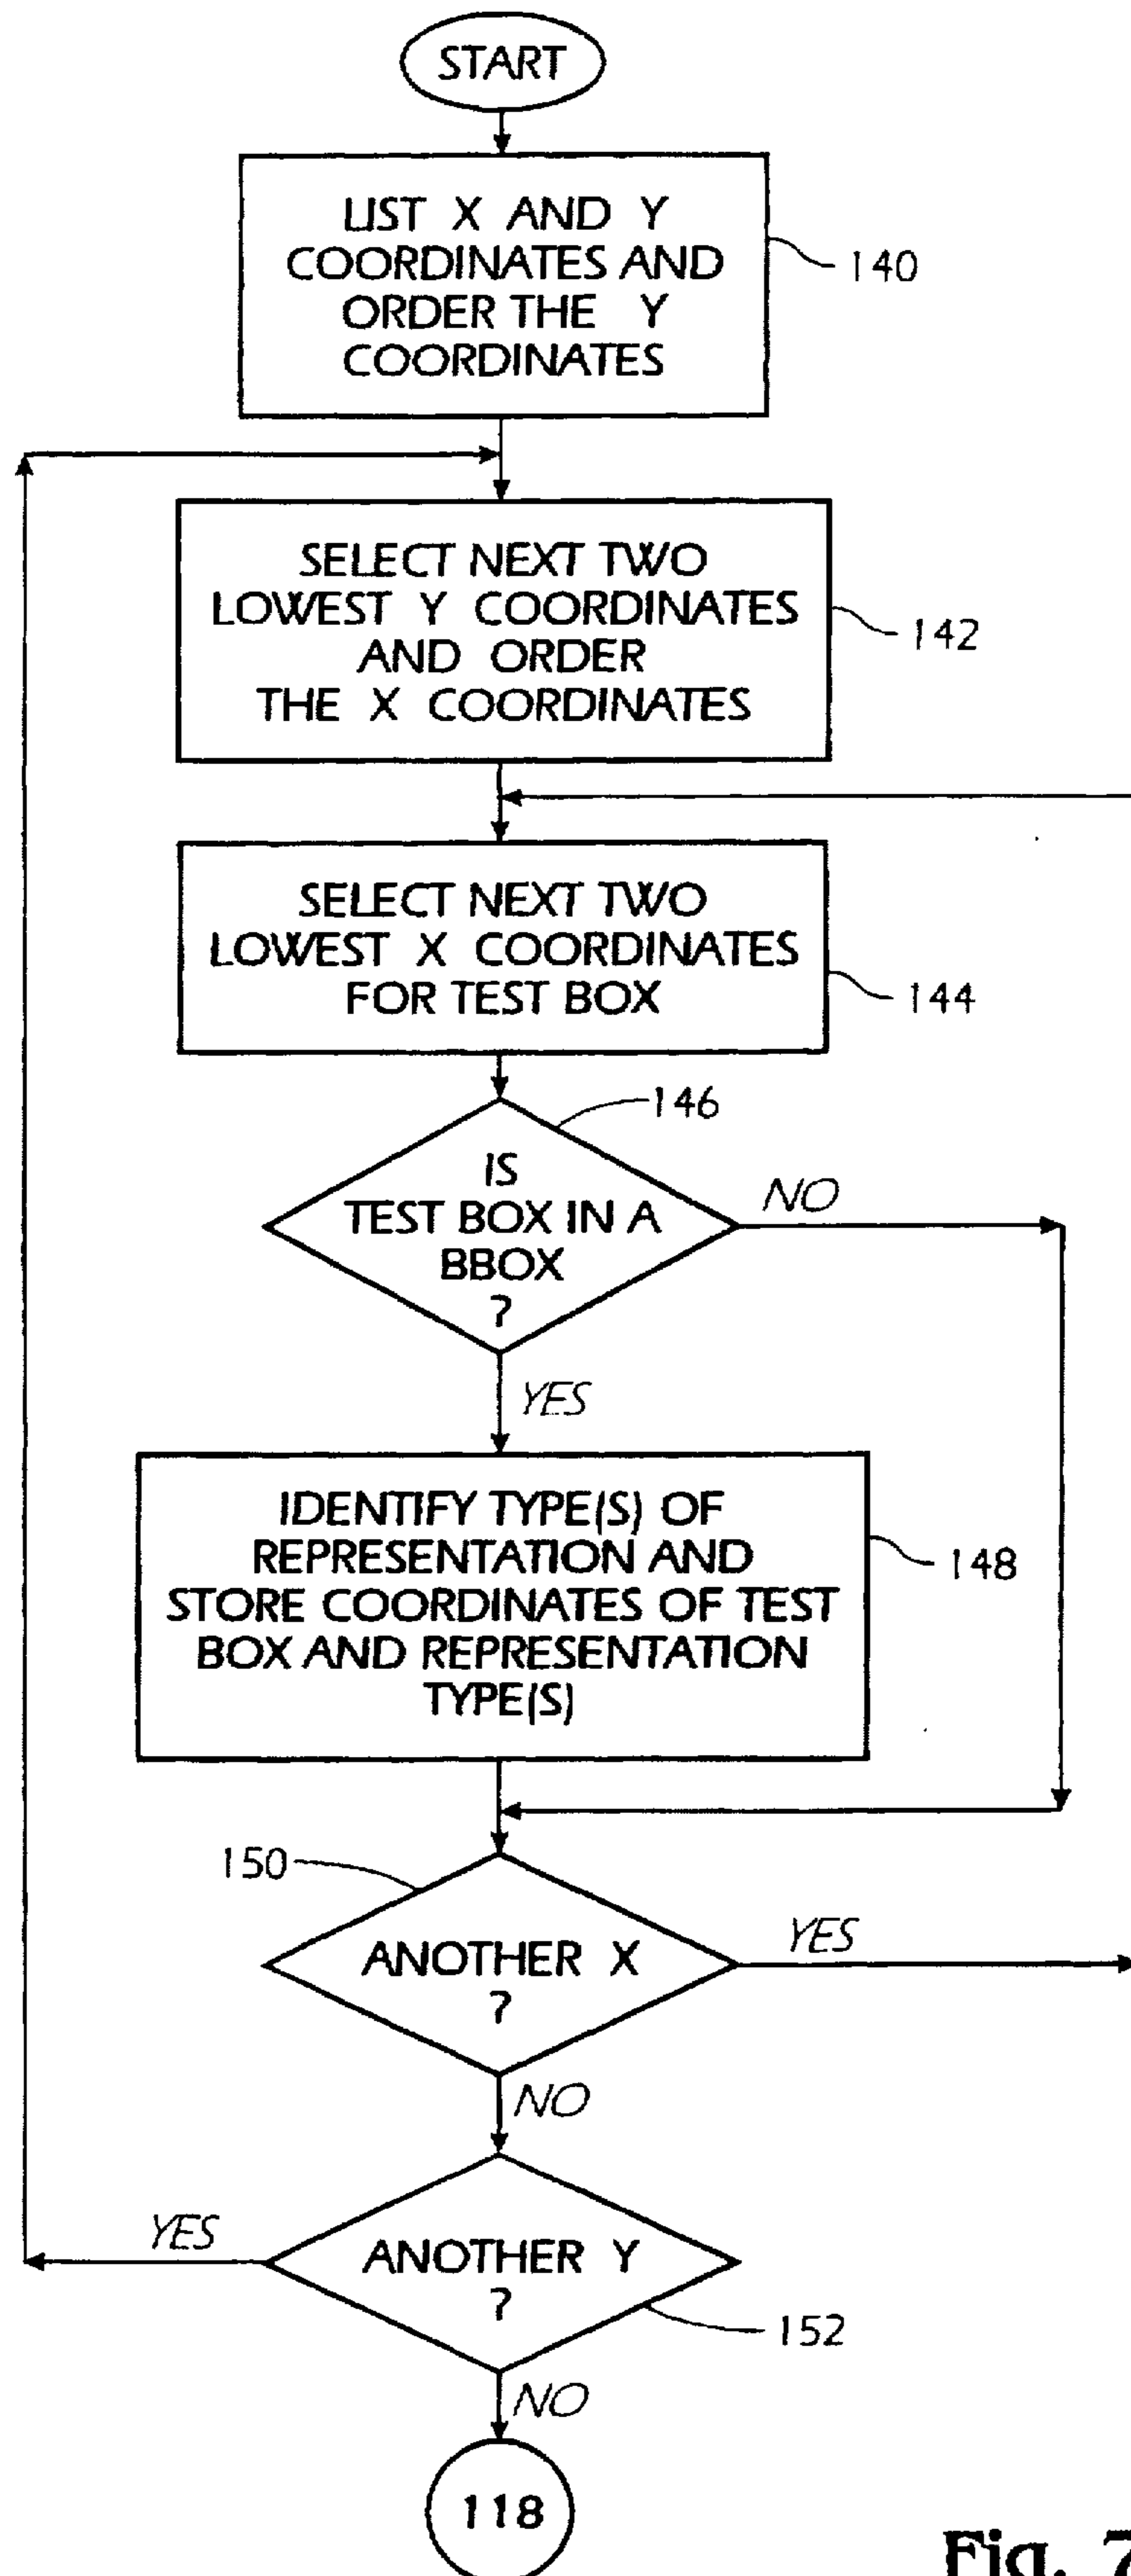 START
LIST X AND Y
COORDINATES AND
ORDER THE Y
COORDINATES
140
SELECT NEXT TWO
LOWEST Y COORDINATES
AND ORDER
THE X COORDINATES
142
SELECT NEXT TWO
LOWEST X COORDINATES
FOR TEST BOX
144
146
IS
TEST BOX IN A
BBOX
?
NO
YES
IDENTIFY TYPE(S) OF
REPRESENTATION AND
STORE COORDINATES OF TEST
BOX AND REPRESENTATION
TYPE(S)
148
150
ANOTHER X
?
YES
NO
YES
ANOTHER Y
?
152
NO
118
Fig. 7